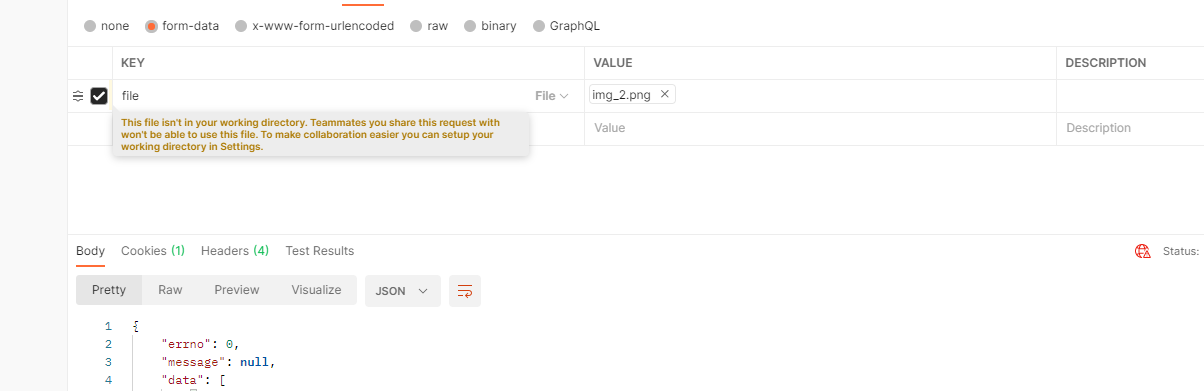 none form-data x-www-form-urlencoded raw binary GraphQL
KEY VALUE DESCRIPTION
file File img_2.png
This file isn't in your working directory. Teammates you share this request with
won't be able to use this file. To make collaboration easier you can setup your
working directory in Settings.
Value Description
Body Cookies (1) Headers (4) Test Results Status:
Pretty Raw Preview Visualize JSON
1 {
2 "errno": 0,
3 "message": null,
4 "data": [